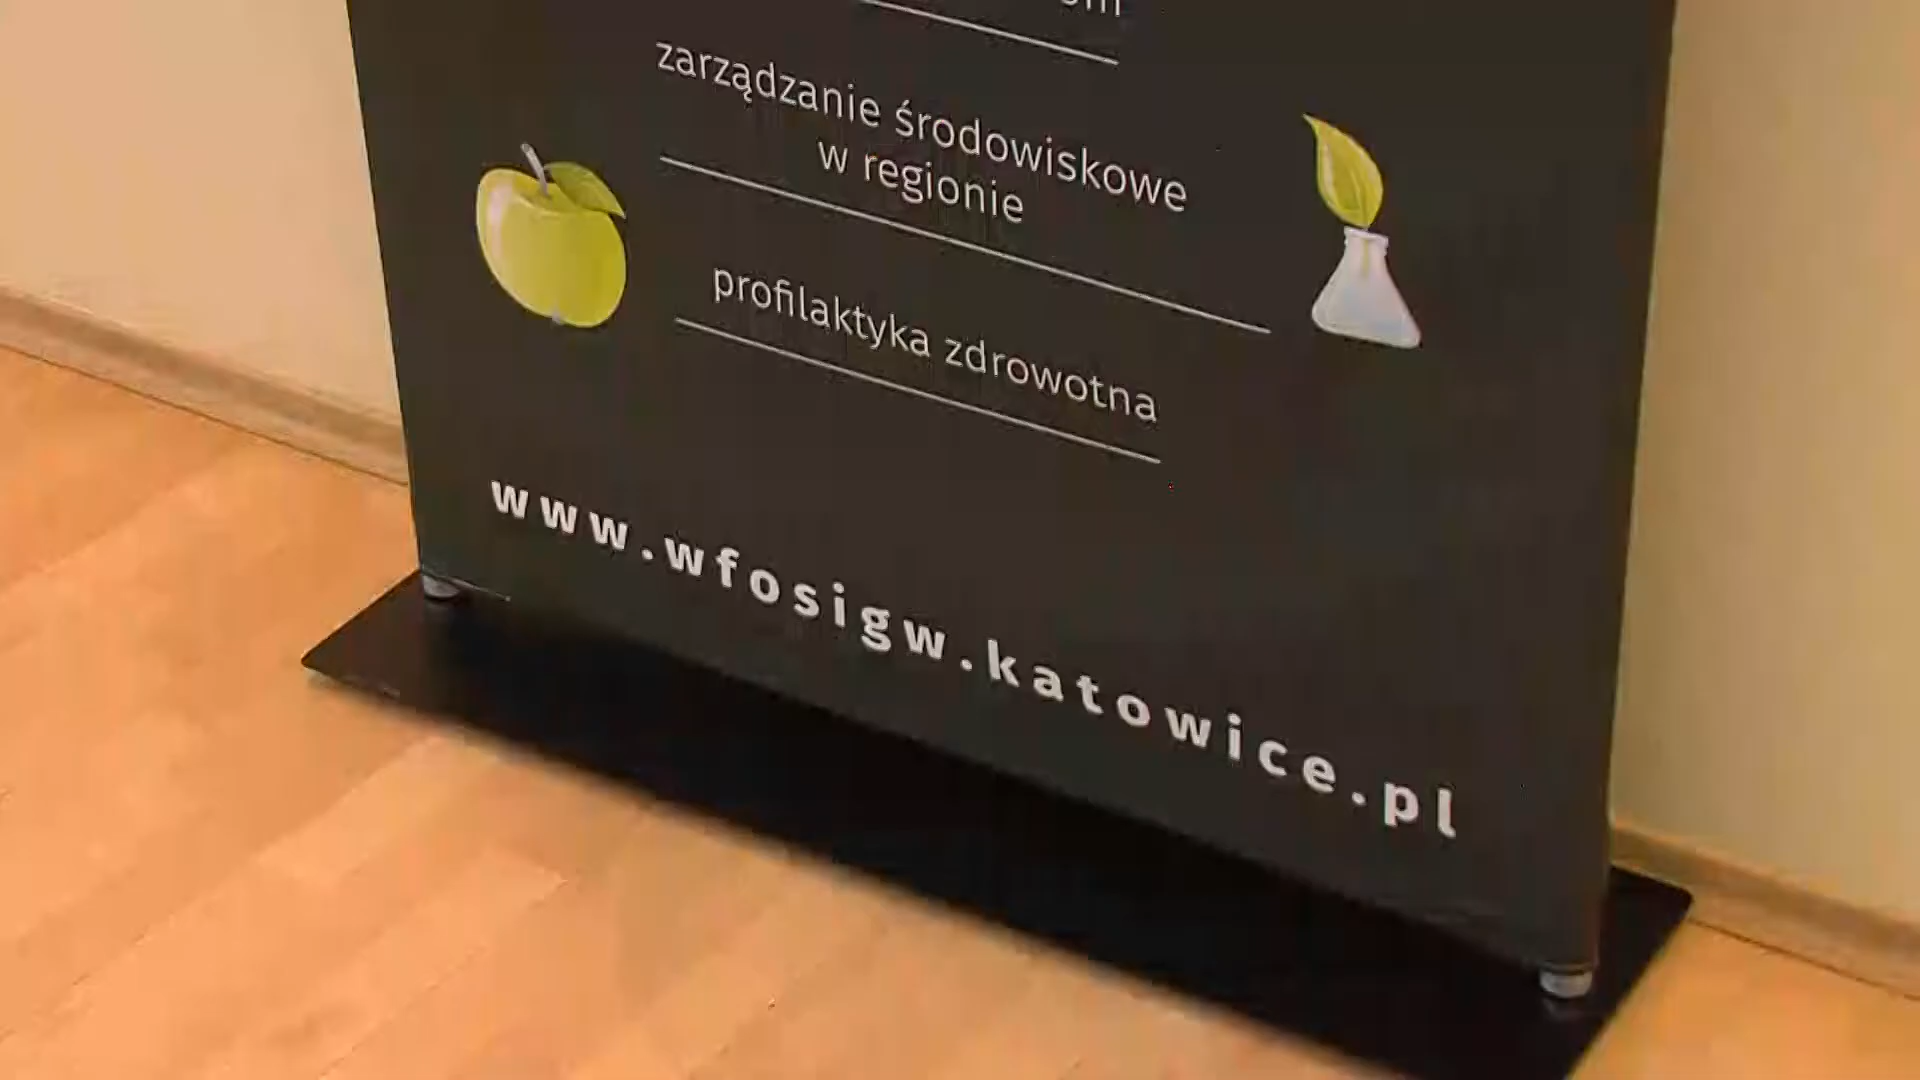 zarządzanie środowiskowe
w regionie
profilaktyka zdrowotna
www.wfosigw.katowice.pl